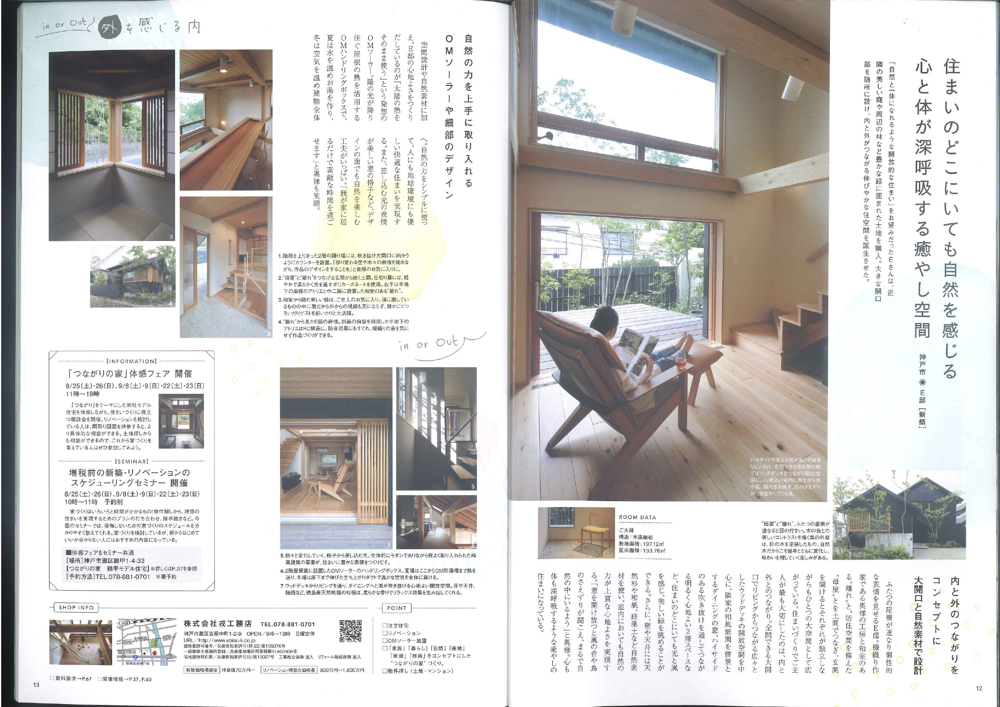 住まいのどこにいても自然を感じる
心と体が深呼吸する癒やし空間
神戸市◉E邸［新築］
「自然と一体になれるような開放的な住まい」をお望みだったEさんは、近
隣の美しい庭や周辺の林など豊かな緑に囲まれた土地を購入。大きな開口
部を随所に設け、内と外がつながる伸びやかな住空間を誕生させた。
ハイサイドを備えた吹き抜けのある
リビングは、全開できる窓を開け放
てばウッドデッキとつながり開放空
間に。心地よい室内に居ながら光
や風、緑のざわめき、鳥のさえずり
が心を癒やしてくれる。
"母屋"と"離れ"、ふたつの屋根が
連なるE邸の佇まい。木の色との
美しいコントラストを描く黒の外壁
は、杉の木を塗装したもの。自然
木だからこそ経年とともに変化し、
味わいを増していく楽しみがある。
ROOM DATA
ご夫婦
構造：木造軸組
敷地面積：197.12㎡
延床面積：133.76㎡
内と外のつながりを
コンセプトに
大開口と自然素材で設計
ふたつの屋根が連なり個性的
な表情を見せるE邸。機織り作
家である奥様の工房と和室のあ
る〝離れ〟と、居住空間を備えた
〝母屋〟とを土間でつなぎ、玄関
を開けるとそれぞれが独立しな
がらもひとつの大空間として広
がっている。住まいづくりでご主
人が最も大切にしたのは、内と
外とのつながり。全開できる大開
口でリビングからつながる広々と
したウッドデッキの開放空間を中
心に、隣家の和風庭園を借景と
するダイニングの窓、ハイサイド
のある吹き抜けを通してつなが
る明るく心地よい2階スペースな
ど、住まいのどこにいても光と風
を感じ、美しい緑を眺めることが
できる。さらに、壁や天井には天
然杉や和紙、珪藻土など自然素
材を使い、室内においても自然の
力が上質な心地よさを実現す
る。「窓を開け放つと風の音や鳥
のさえずりが聞こえ、まるで自
然の中にいるよう」と奥様。心も
体も深呼吸するような癒やしの
住まいになっている。
12
in or Out
外を感じる内
自然の力を上手に取り入れる
OMソーラーや細部のデザイン
空間設計や自然素材に加
え、E邸の心地よさをつくり
だしているのが「太陽の熱を
そのまま使う」という発想の
OMソーラー。陽の光が降り
注ぐ屋根の熱を活用する
OMハンドリングボックスで、
夏は水を温めお湯を作り、
冬は空気を温め建物全体
へ。自然の力をシンプルに使っ
て、人にも地球環境にも優
しい快適な住まいを実現す
る。また、差し込む光の表情
が美しい窓の格子など、デザ
インの面でも自然を楽しむ
工夫がいっぱい。「我が家に居
るだけで素敵な時間を過ご
せます」と奥様も笑顔。
1
3
2
4
1.階段を上りきった2階の踊り場には、吹き抜け大開口に向かう
ようにカウンターを設置。「移り変わる空や木々の表情を眺めな
がら、作品のデザインをすることも」と奥様のお気に入りに。
2."母屋"と"離れ"をつなげる玄関から続く土間。仕切り扉には、軽
やかで柔らかく光を通すポリカーボネートを使用。右手は半地
下の奥様のアトリエと中二階に設置した和室のある"離れ"。
3.和室から臨む美しい緑は、ご主人のお気に入り。道に面してい
るものの中二階だから外からの視線も気にならず、静かにくつ
ろいだりゲストを招いたりと大活躍。
4."離れ"から見たE邸の表情。斜面の擁壁を利用した半地下の
アトリエはRC構造に。防音効果にもすぐれ、機織りの音を気に
せず作品づくりができる。
in or Out
5
7
6
5.刻々と変化していく、格子から差し込む光。全体的にモダンでありながら程よく取り入れられた和
風建築の要素が、住まいに豊かな表情をつくりだす。
6.2階屋根裏に設置したOMソーラーのハンドリングボックス。夏場はここからOM貯湯槽まで熱を
送り、冬場は床下まで伸びた立ち上がりダクトで温かな空気を全体に届ける。
7.ウッドデッキからリビングを通り、ダイニングへと風が吹き抜ける心地よい開放空間。床や天井、
階段など、徳島産天然乾燥の杉板は、柔らかな香りでリラックス効果を生み出してくれる。
【INFORMATION】
「つながりの家」体感フェア 開催
8/25(土)・26(日)、9/8(土)・9(日)・22(土)・23(日)
11時〜19時
「つながり」をテーマにした同社モデル
住宅を体感しながら、住まいづくりに役立
つ相談会を開催。リノベーションを検討し
ている人は、間取り図面を持参すると、よ
り具体的な相談ができる。土地探しから
も相談ができるので、これから家づくりを
考えている人はぜひ参加してみよう。
【SEMINAR】
増税前の新築・リノベーションの
スケジューリングセミナー 開催
8/25(土)・26(日)、9/8(土)・9(日)・22(土)・23(日)
10時〜11時　予約制
家づくりはいろいろと時間がかかるもの!物件探しから、理想の
住まいを実現するためのプランの打ち合わせ、諸手続きなど。今
回のセミナーでは、後悔しないための家づくりのスケジュールを分
かりやすく教えてくれる。家づくりを検討しているが、何からはじめて
いいか分からない人にはおすすめの内容になっている。
■体感フェア&セミナー共通
[場所]神戸市灘区鶴甲1-4-33
【つながりの家　鶴甲モデル住宅】※詳しくはP.37を参照
[予約方法]TEL.078-881-0701　※要予約
SHOP INFO
株式会社戎工務店　TEL.078-881-0701
神戸市灘区岩屋中町1-2-9　OPEN／9時〜18時　日曜定休
URL／http://www.ebisu-k.co.jp
建築業許可番号／兵庫県知事許可(特-22)第105076号
一級建築士事務所登録／兵庫県知事許可登録第01A00906号
宅地建物取引業／兵庫県知事許可(5)第10027号　工事総合保険 加入　リフォーム瑕疵保険 加入
新築価格帯目安　坪単価70万円〜　リノベーション得意な価格帯　800万円〜1,800万円
POINT
□注文住宅
□リノベーション
□OMソーラー加盟
□「家族」「暮らし」「自然」「産地」
「地域」「技術」をコンセプトにした
"つながりの家"づくり。
□物件探し（土地・マンション）
資料請求→P.67　関連情報→P.37、P.40
13